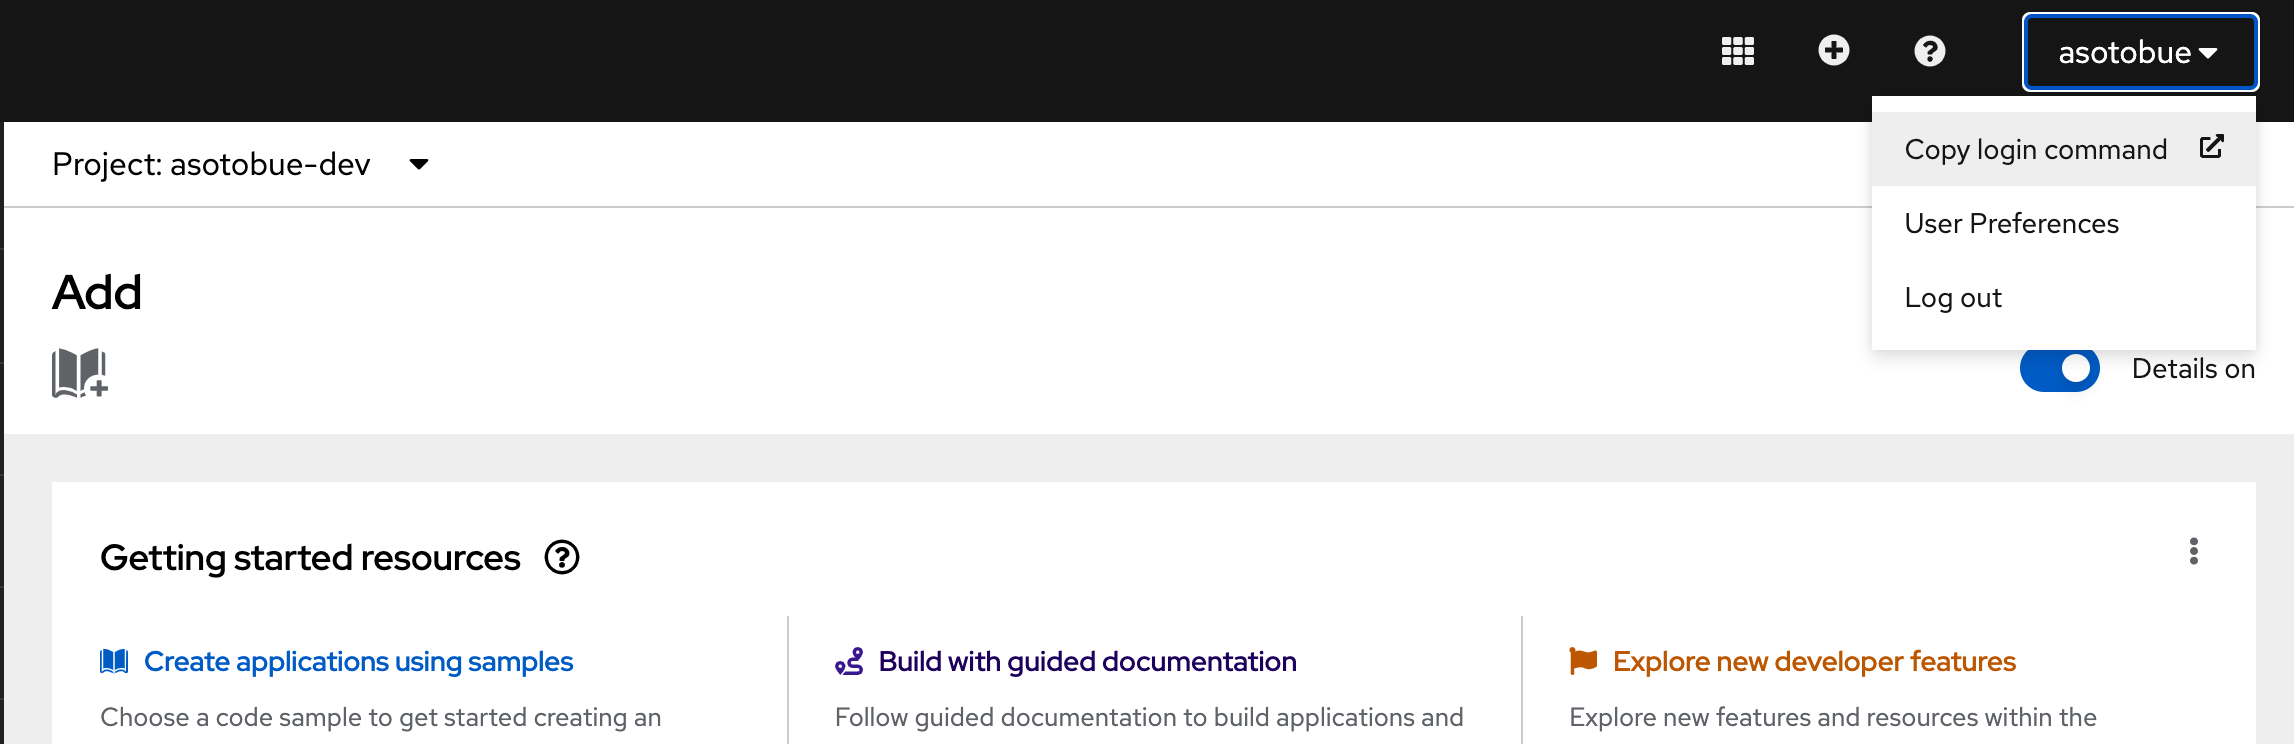 asotobue
Copy login command
User Preferences
Log out
Project: asotobue-dev
Add
Details on
Getting started resources
Create applications using samples
Choose a code sample to get started creating an
Build with guided documentation
Follow guided documentation to build applications and
Explore new developer features
Explore new features and resources within the